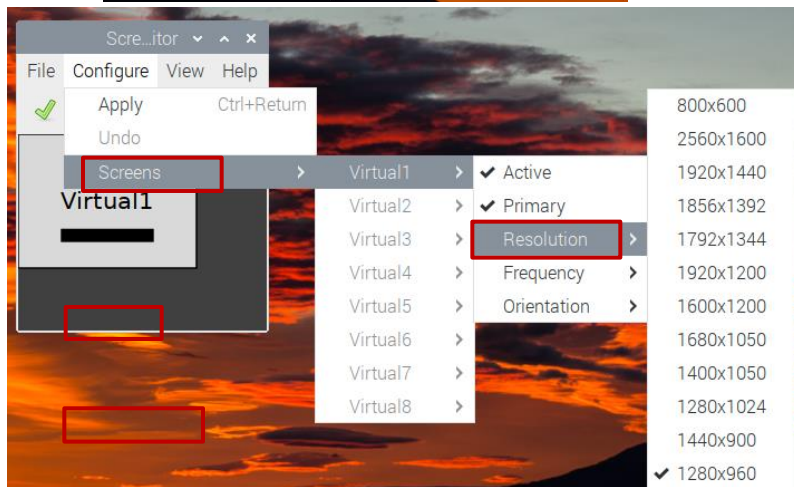 Scre...itor
File Configure View Help
Apply Ctrl+Return
Undo
Screens
Virtual1
Virtual1
Virtual2
Virtual3
Virtual4
Virtual5
Virtual6
Virtual7
Virtual8
Active
Primary
Resolution
Frequency
Orientation
800x600
2560x1600
1920x1440
1856x1392
1792x1344
1920x1200
1600x1200
1680x1050
1400x1050
1280x1024
1440x900
1280x960